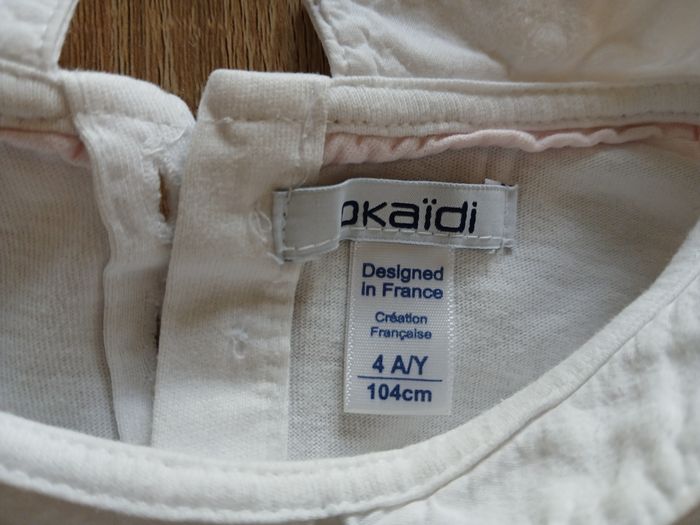 okaïdi
Designed
in France
Création
Française
4 A/Y
104cm